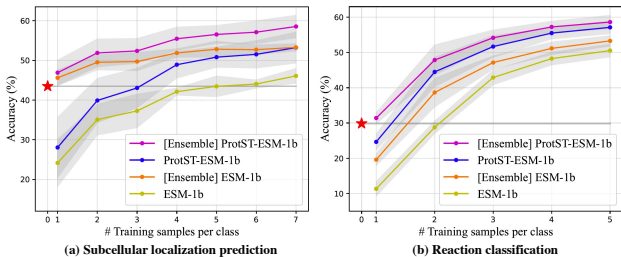 Accuracy (%)
60
50
40
30
20
0 1 2 3 4 5 6 7
# Training samples per class
[Ensemble] ProtST-ESM-1b
ProtST-ESM-1b
[Ensemble] ESM-1b
ESM-1b
(a) Subcellular localization prediction
Accuracy (%)
60
50
40
30
20
10
0 1 2 3 4 5
# Training samples per class
[Ensemble] ProtST-ESM-1b
ProtST-ESM-1b
[Ensemble] ESM-1b
ESM-1b
(b) Reaction classification